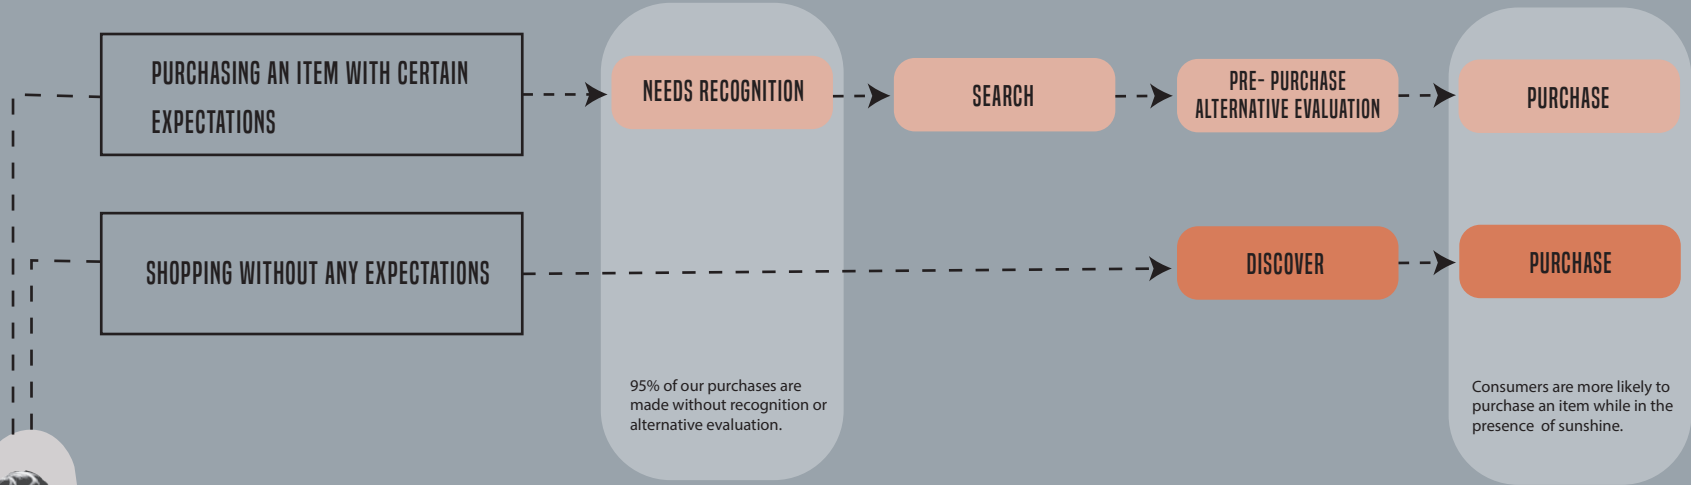 PURCHASING AN ITEM WITH CERTAIN
EXPECTATIONS
NEEDS RECOGNITION
SEARCH
PRE- PURCHASE
ALTERNATIVE EVALUATION
PURCHASE
SHOPPING WITHOUT ANY EXPECTATIONS
DISCOVER
PURCHASE
95% of our purchases are
made without recognition or
alternative evaluation.
Consumers are more likely to
purchase an item while in the
presence of sunshine.